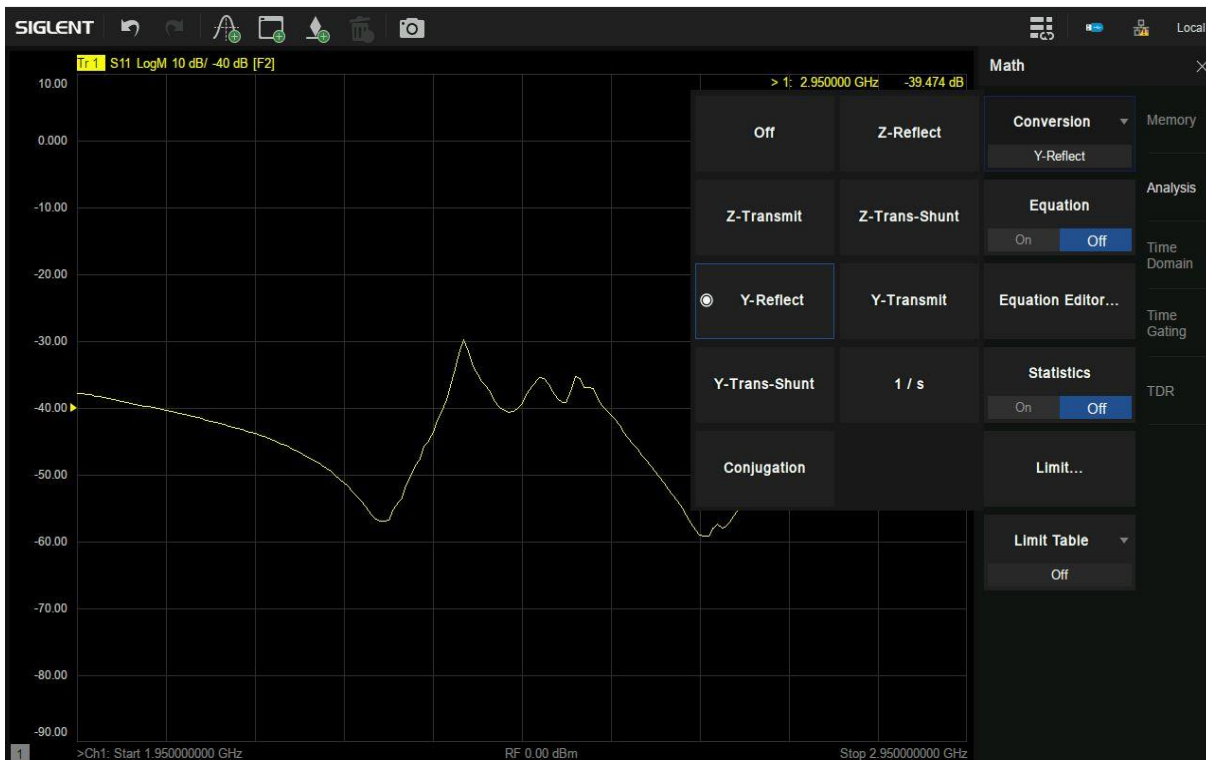 SIGLENT
Local
Tr 1 S11 LogM 10 dB/ -40 dB [F2]
> 1: 2.950000 GHz -39.474 dB
10.00
0.000
-10.00
-20.00
-30.00
-40.00
-50.00
-60.00
-70.00
-80.00
-90.00
Off
Z-Reflect
Z-Transmit
Z-Trans-Shunt
Y-Reflect
Y-Transmit
Y-Trans-Shunt
1 / s
Conjugation
Math
Conversion
Y-Reflect
Equation
On Off
Equation Editor...
Statistics
On Off
Limit...
Limit Table
Off
Memory
Analysis
Time
Domain
Time
Gating
TDR
1
>Ch1: Start 1.950000000 GHz
RF 0.00 dBm
Stop 2.950000000 GHz